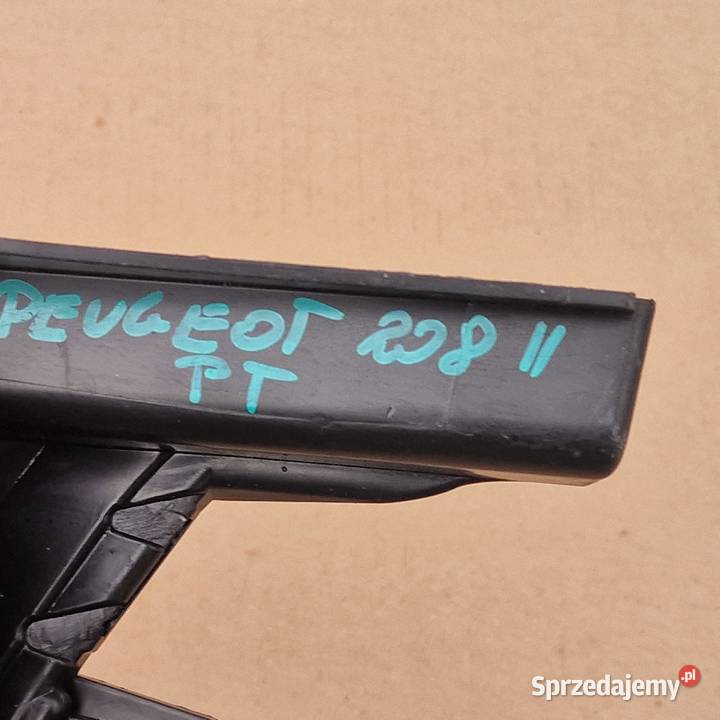 PEUGEOT 208 II
PT
Sprzedajemy.pl